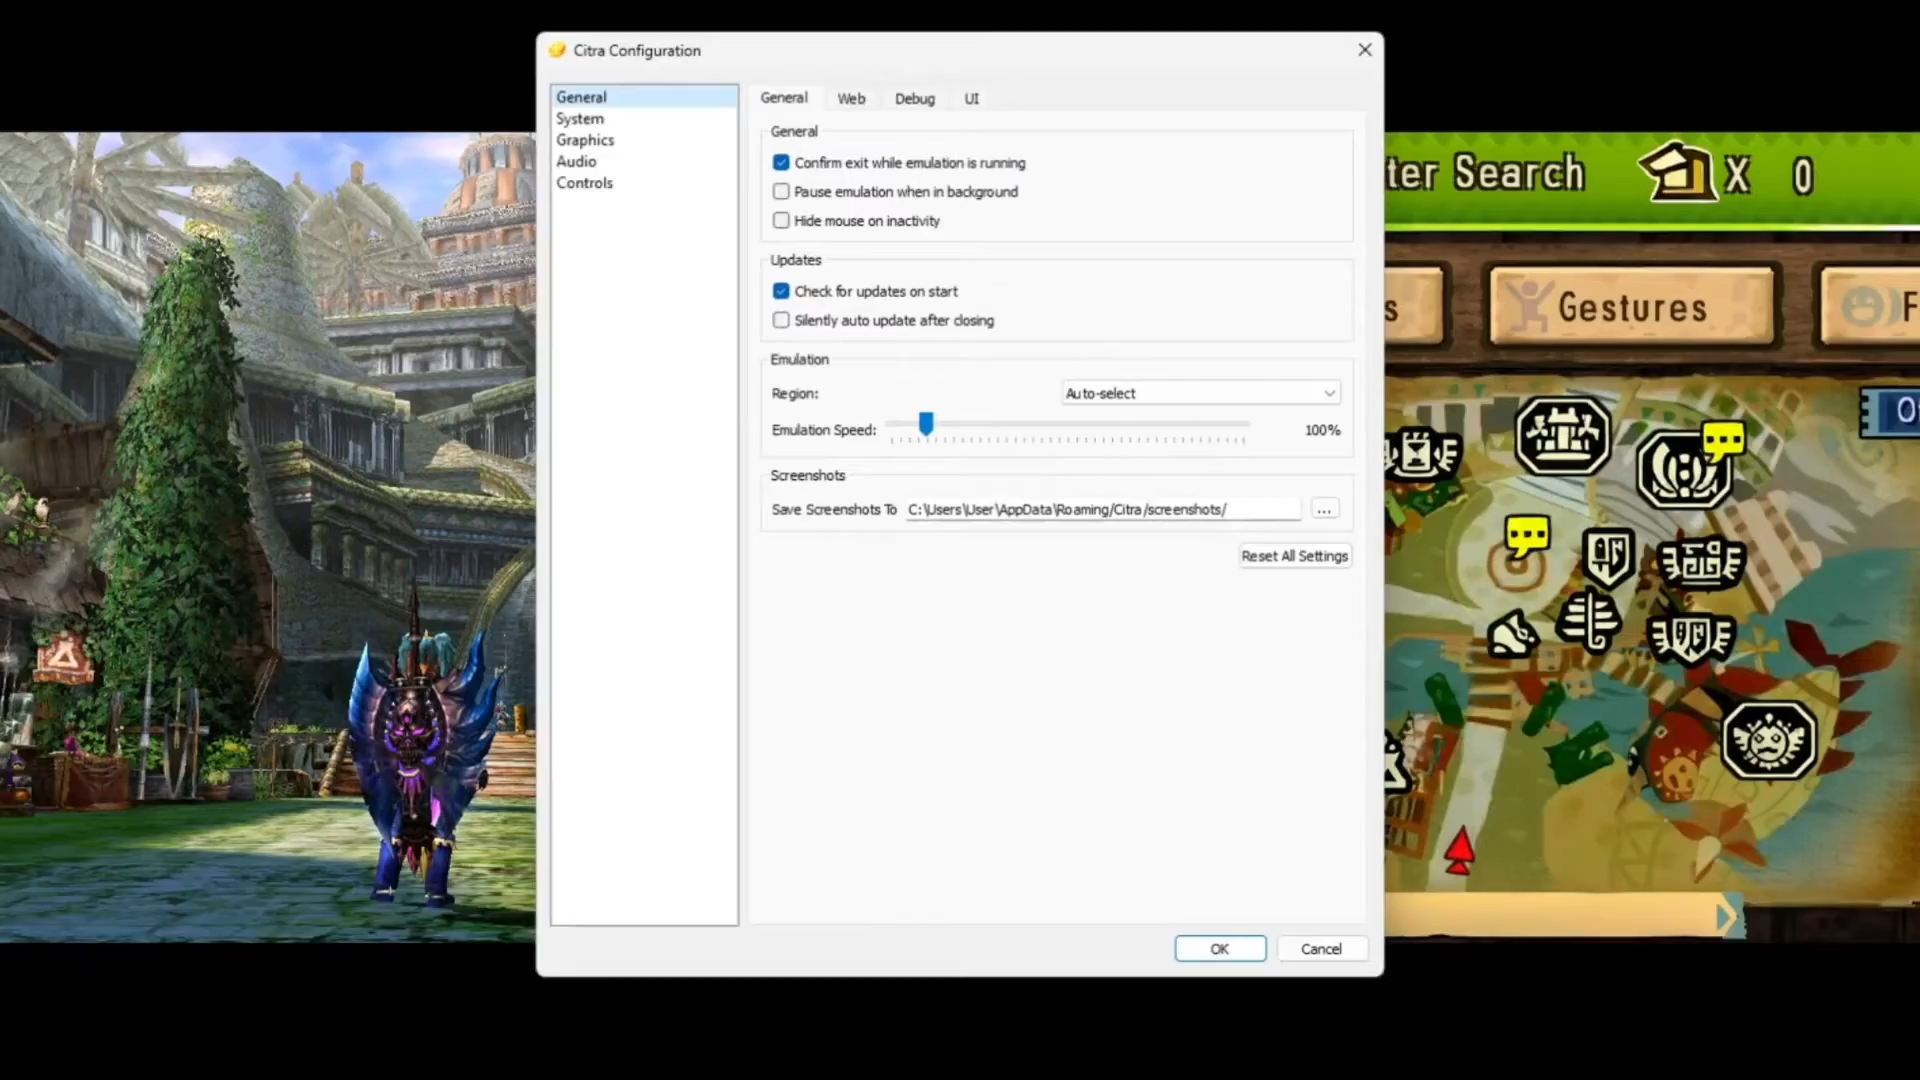 Citra Configuration
General
System
Graphics
Audio
Controls
General Web Debug UI
General
Confirm exit while emulation is running
Pause emulation when in background
Hide mouse on inactivity
Updates
Check for updates on start
Silently auto update after closing
Emulation
Region: Auto-select
Emulation Speed: 100%
Screenshots
Save Screenshots To C:\Users\User\AppData\Roaming/Citra/screenshots/ ...
Reset All Settings
OK Cancel
ter Search X 0
s Gestures F
0